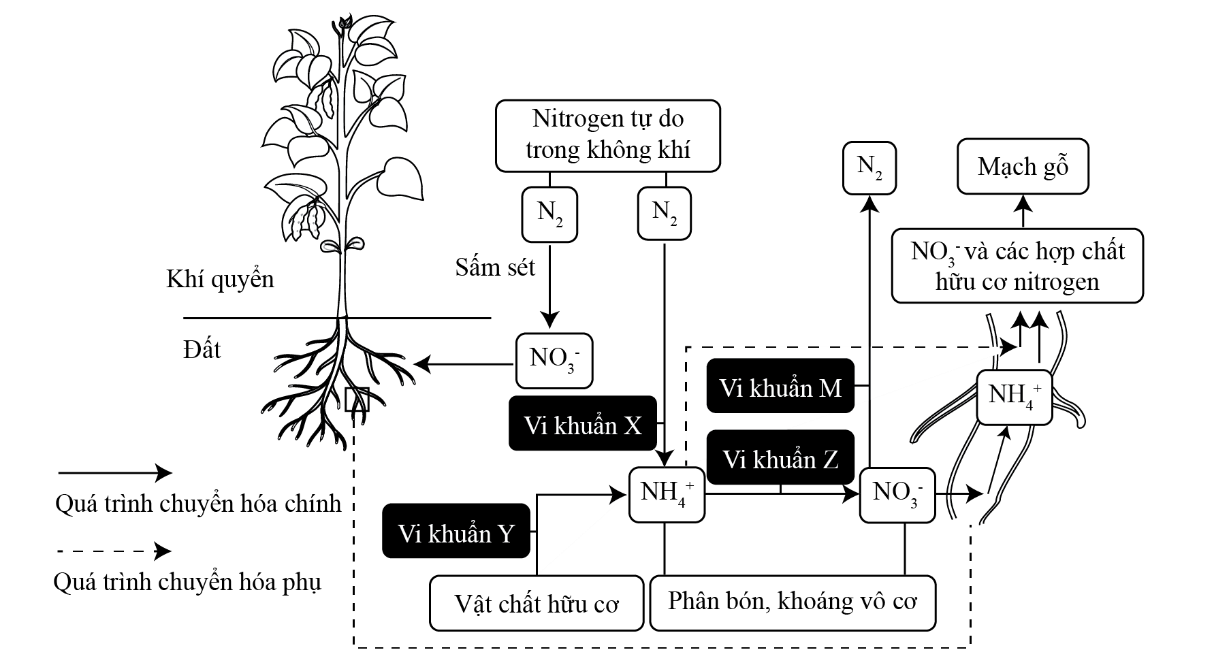 Nitrogen tự do
trong không khí
N₂
N₂
N₂
Mạch gỗ
NO₃⁻ và các hợp chất
hữu cơ nitrogen
Sấm sét
Khí quyển
Đất
NO₃⁻
Vi khuẩn M
NH₄⁺
Vi khuẩn X
Vi khuẩn Z
NH₄⁺
NO₃⁻
Quá trình chuyển hóa chính
Vi khuẩn Y
Quá trình chuyển hóa phụ
Vật chất hữu cơ
Phân bón, khoáng vô cơ